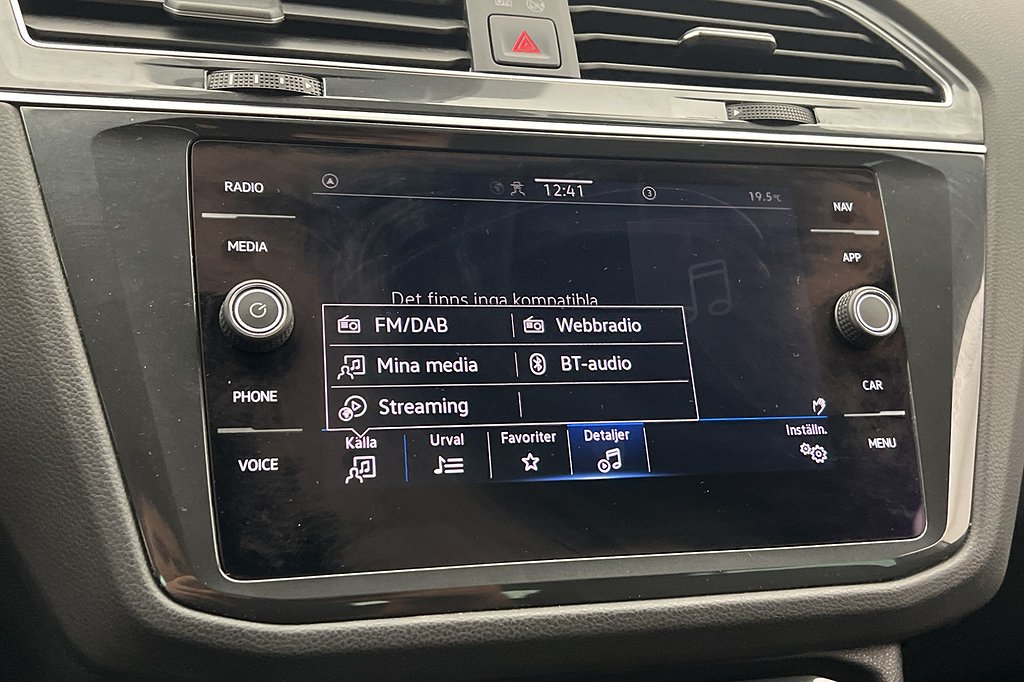 RADIO
MEDIA
PHONE
VOICE
12:41
3
19.5°C
Det finns inga kompatibla
FM/DAB
Webbradio
Mina media
BT-audio
Streaming
Källa
Urval
Favoriter
Detaljer
Inställn.
NAV
APP
CAR
MENU